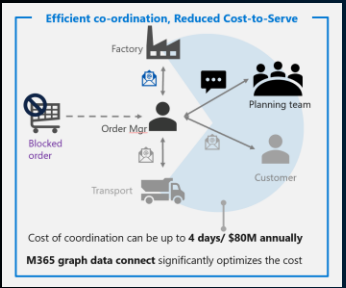 Efficient co-ordination, Reduced Cost-to-Serve
Factory
Planning team
Order Mgr
Blocked
order
Customer
Transport
Cost of coordination can be up to 4 days/ $80M annually
M365 graph data connect significantly optimizes the cost